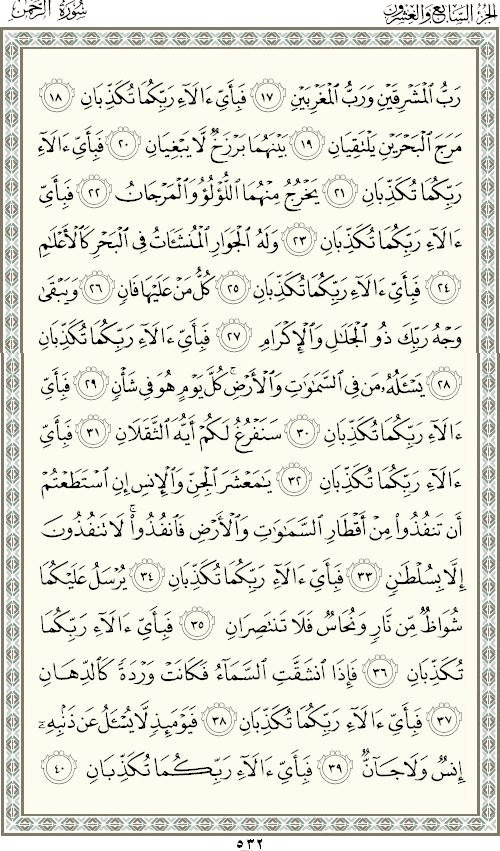 الجزء السابع والعشرون
سورة الرحمن
رَبُّ ٱلْمَشْرِقَيْنِ وَرَبُّ ٱلْمَغْرِبَيْنِ ١٧ فَبِأَىِّ ءَالَآءِ رَبِّكُمَا تُكَذِّبَانِ ١٨
مَرَجَ ٱلْبَحْرَيْنِ يَلْتَقِيَانِ ١٩ بَيْنَهُمَا بَرْزَخٌ لَّا يَبْغِيَانِ ٢٠ فَبِأَىِّ ءَالَآءِ
رَبِّكُمَا تُكَذِّبَانِ ٢١ يَخْرُجُ مِنْهُمَا ٱللُّؤْلُؤُ وَٱلْمَرْجَانُ ٢٢ فَبِأَىِّ
ءَالَآءِ رَبِّكُمَا تُكَذِّبَانِ ٢٣ وَلَهُ ٱلْجَوَارِ ٱلْمُنشَـَٔاتُ فِى ٱلْبَحْرِ كَٱلْأَعْلَـٰمِ
٢٤ فَبِأَىِّ ءَالَآءِ رَبِّكُمَا تُكَذِّبَانِ ٢٥ كُلُّ مَنْ عَلَيْهَا فَانٍ ٢٦ وَيَبْقَىٰ
وَجْهُ رَبِّكَ ذُو ٱلْجَلَـٰلِ وَٱلْإِكْرَامِ ٢٧ فَبِأَىِّ ءَالَآءِ رَبِّكُمَا تُكَذِّبَانِ
٢٨ يَسْـَٔلُهُۥ مَن فِى ٱلسَّمَـٰوَٰتِ وَٱلْأَرْضِ ۚ كُلَّ يَوْمٍ هُوَ فِى شَأْنٍ ٢٩ فَبِأَىِّ
ءَالَآءِ رَبِّكُمَا تُكَذِّبَانِ ٣٠ سَنَفْرُغُ لَكُمْ أَيُّهَ ٱلثَّقَلَانِ ٣١ فَبِأَىِّ
ءَالَآءِ رَبِّكُمَا تُكَذِّبَانِ ٣٢ يَـٰمَعْشَرَ ٱلْجِنِّ وَٱلْإِنسِ إِنِ ٱسْتَطَعْتُمْ
أَن تَنفُذُوا۟ مِنْ أَقْطَارِ ٱلسَّمَـٰوَٰتِ وَٱلْأَرْضِ فَٱنفُذُوا۟ ۚ لَا تَنفُذُونَ
إِلَّا بِسُلْطَـٰنٍ ٣٣ فَبِأَىِّ ءَالَآءِ رَبِّكُمَا تُكَذِّبَانِ ٣٤ يُرْسَلُ عَلَيْكُمَا
شُوَاظٌ مِّن نَّارٍ وَنُحَاسٌ فَلَا تَنتَصِرَانِ ٣٥ فَبِأَىِّ ءَالَآءِ رَبِّكُمَا
تُكَذِّبَانِ ٣٦ فَإِذَا ٱنشَقَّتِ ٱلسَّمَآءُ فَكَانَتْ وَرْدَةً كَٱلدِّهَانِ
٣٧ فَبِأَىِّ ءَالَآءِ رَبِّكُمَا تُكَذِّبَانِ ٣٨ فَيَوْمَئِذٍ لَّا يُسْـَٔلُ عَن ذَنۢبِهِۦٓ
إِنسٌ وَلَا جَآنٌّ ٣٩ فَبِأَىِّ ءَالَآءِ رَبِّكُمَا تُكَذِّبَانِ ٤٠
٥٣٢